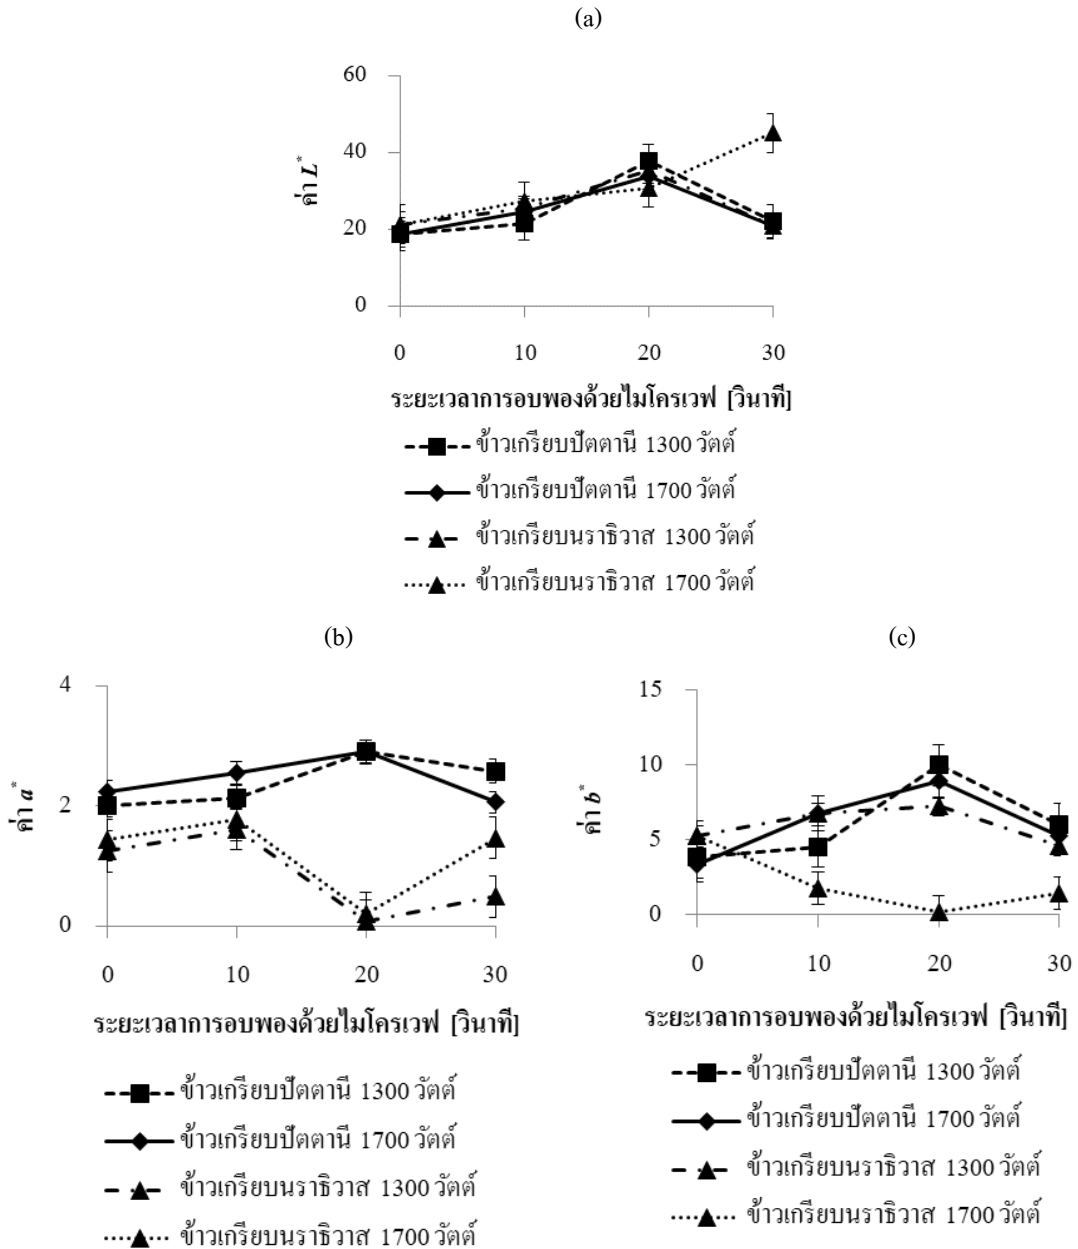 (a)
ค่า L*
60
40
20
0
0 10 20 30
ระยะเวลาการอบพองด้วยไมโครเวฟ [วินาที]
ข้าวเกรียบปัตตานี 1300 วัตต์
ข้าวเกรียบปัตตานี 1700 วัตต์
ข้าวเกรียบนราธิวาส 1300 วัตต์
ข้าวเกรียบนราธิวาส 1700 วัตต์
(b)
ค่า a*
4
2
0
0 10 20 30
ระยะเวลาการอบพองด้วยไมโครเวฟ [วินาที]
ข้าวเกรียบปัตตานี 1300 วัตต์
ข้าวเกรียบปัตตานี 1700 วัตต์
ข้าวเกรียบนราธิวาส 1300 วัตต์
ข้าวเกรียบนราธิวาส 1700 วัตต์
(c)
ค่า b*
15
10
5
0
0 10 20 30
ระยะเวลาการอบพองด้วยไมโครเวฟ [วินาที]
ข้าวเกรียบปัตตานี 1300 วัตต์
ข้าวเกรียบปัตตานี 1700 วัตต์
ข้าวเกรียบนราธิวาส 1300 วัตต์
ข้าวเกรียบนราธิวาส 1700 วัตต์